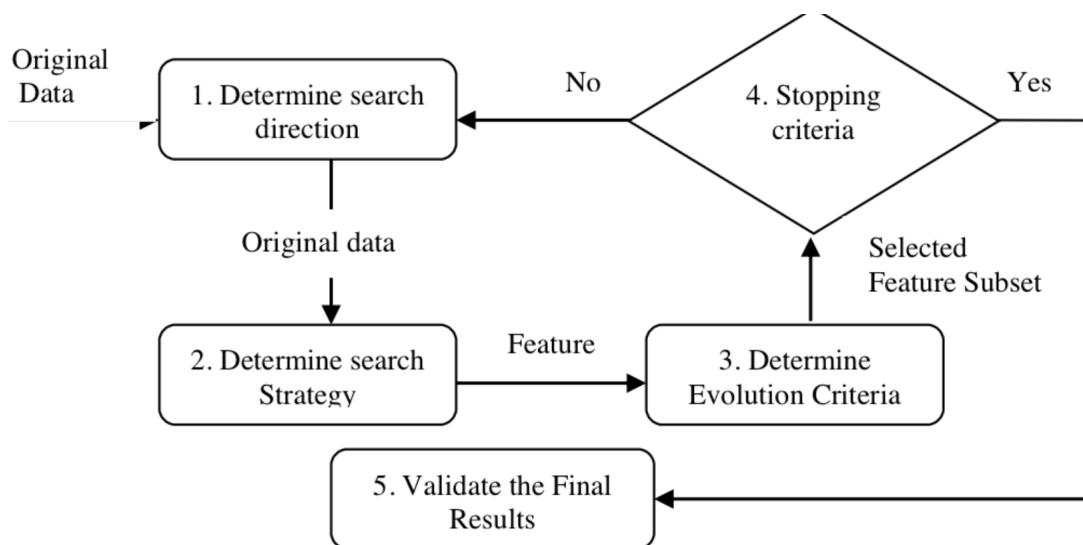 Original
Data
1. Determine search
direction
No
4. Stopping
criteria
Yes
Original data
Selected
Feature Subset
2. Determine search
Strategy
Feature
3. Determine
Evolution Criteria
5. Validate the Final
Results